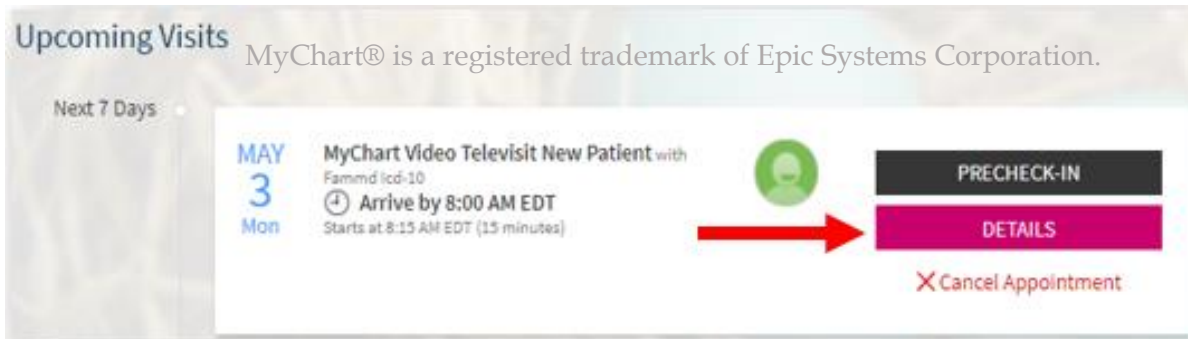 Upcoming Visits
MyChart® is a registered trademark of Epic Systems Corporation.
Next 7 Days
MAY
3
Mon
MyChart Video Televisit New Patient with
Fammd Icd-10
Arrive by 8:00 AM EDT
Starts at 8:15 AM EDT (15 minutes)
PRECHECK-IN
DETAILS
Cancel Appointment